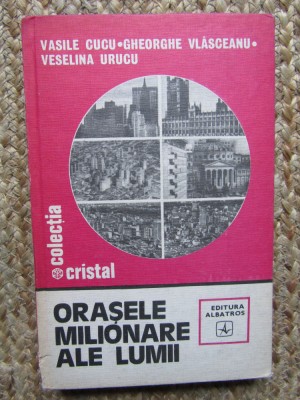 VASILE CUCU•GHEORGHE VLĂSCEANU•
VESELINA URUCU
colecția
cristal
ORAȘELE
MILIONARE
ALE LUMII
EDITURA
ALBATROS